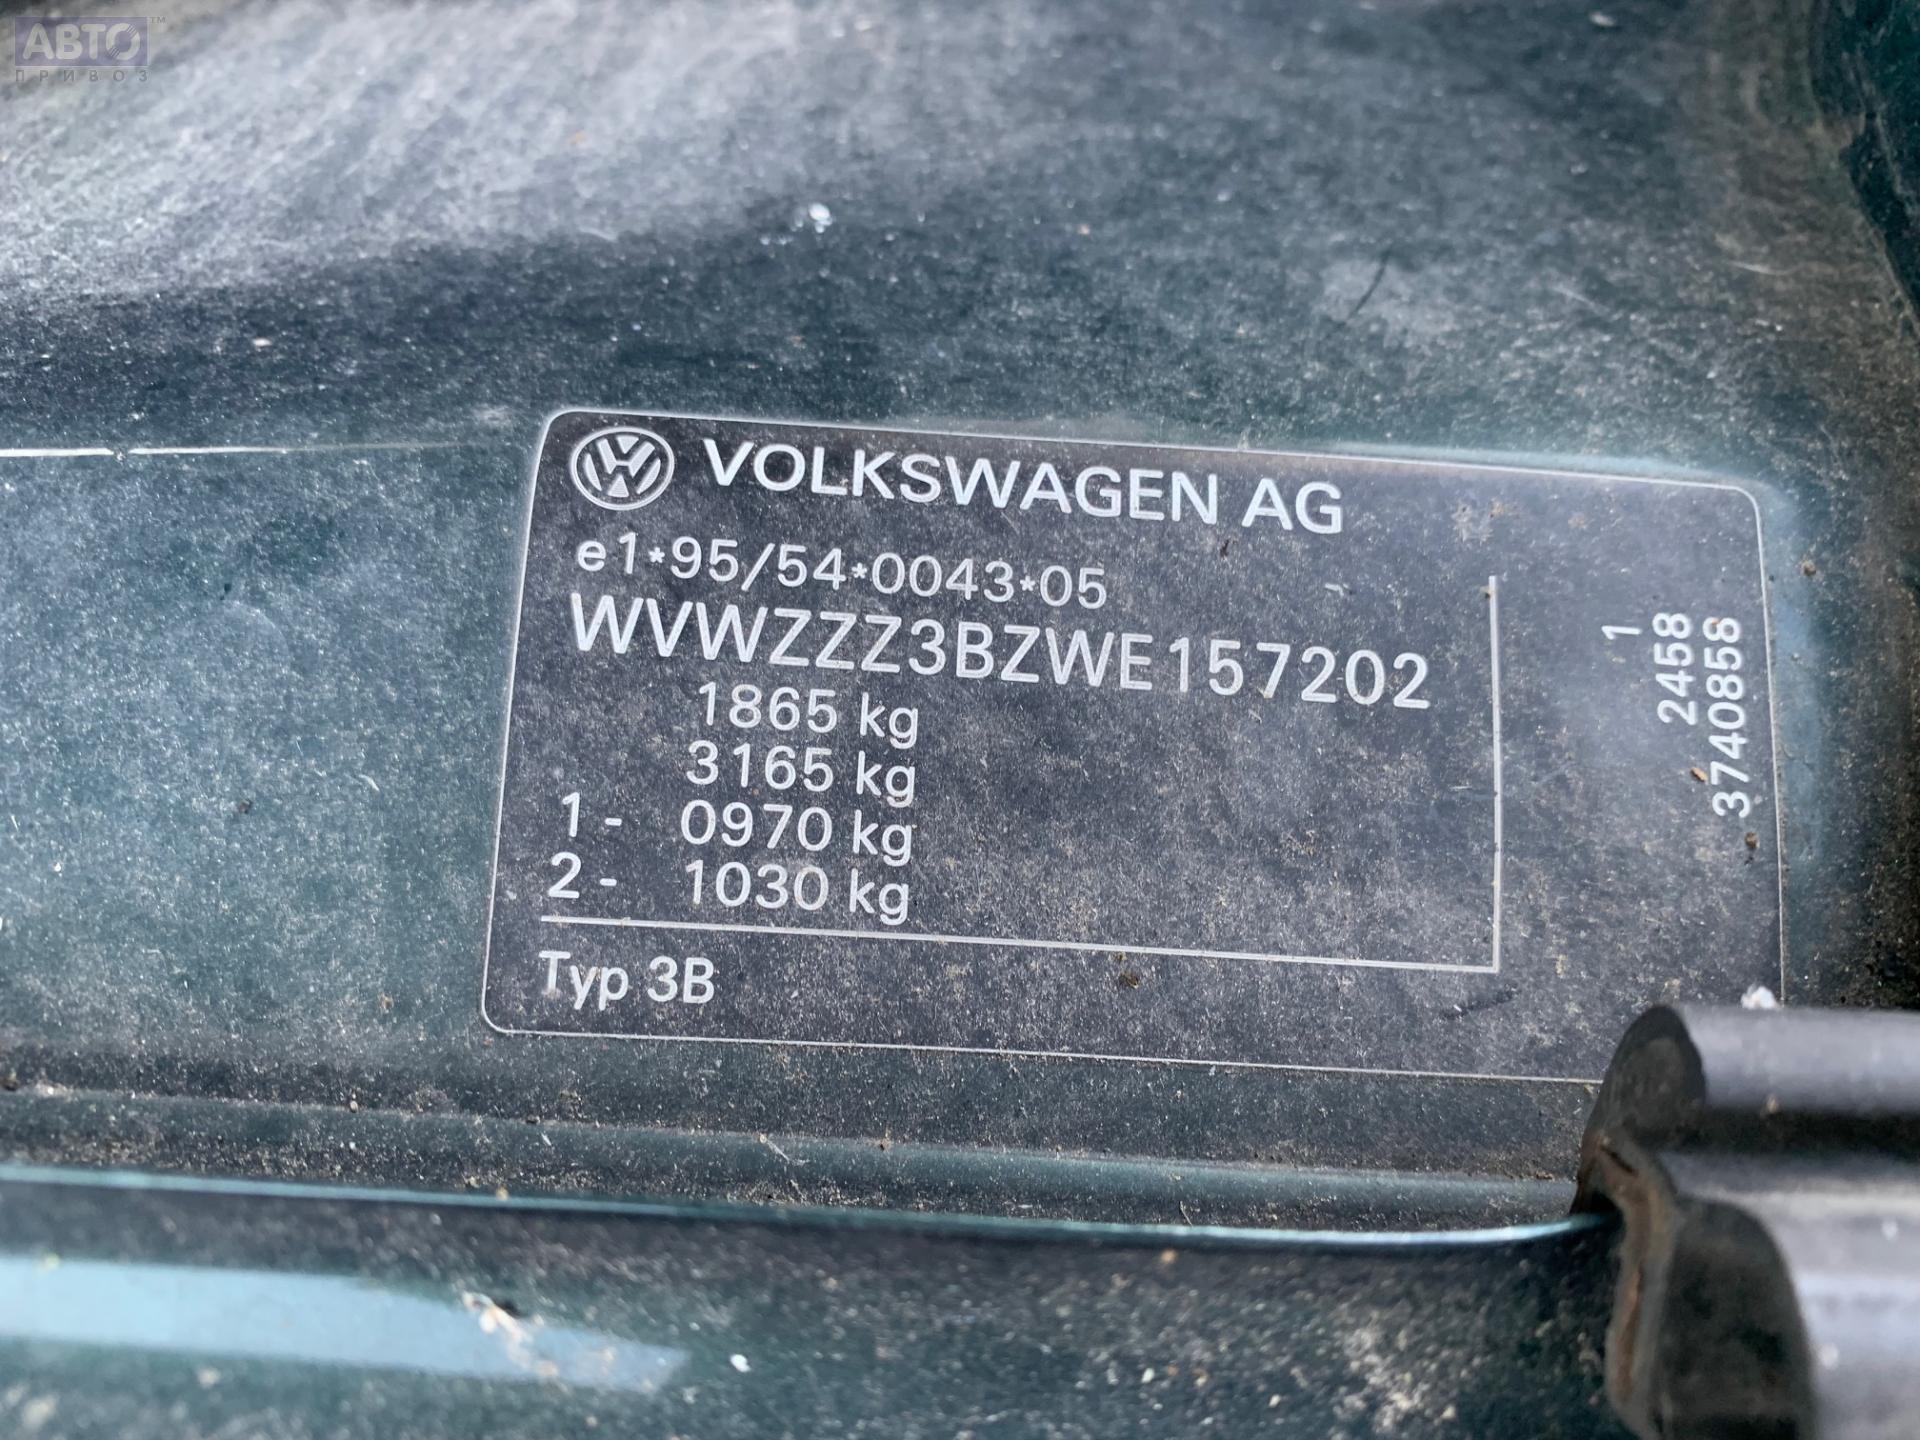 АВТО™
ПРИВОЗ
VOLKSWAGEN AG
e1*95/54*0043*05
WVWZZZ3BZWE157202
1865 kg
3165 kg
1- 0970 kg
2- 1030 kg
Typ 3B
1
2458
3740858